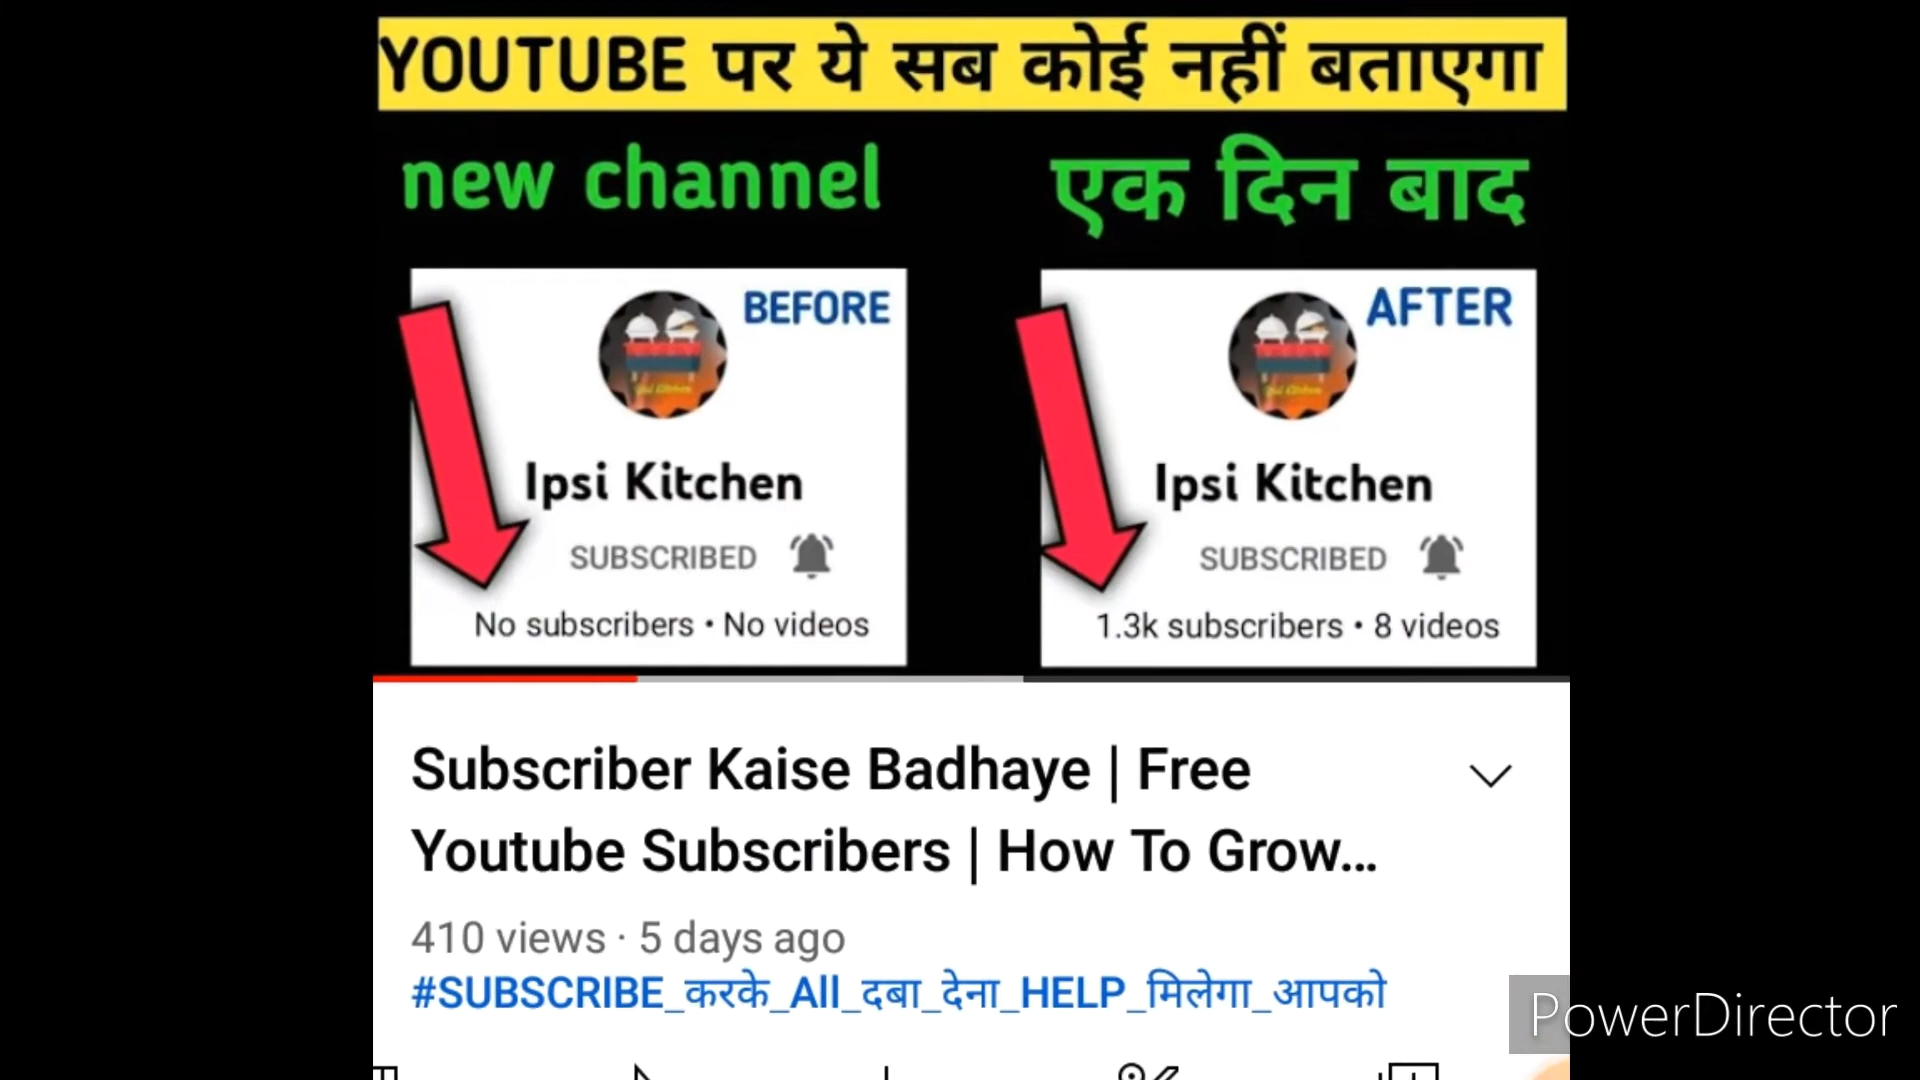 YOUTUBE पर ये सब कोई नहीं बताएगा
new channel
एक दिन बाद
BEFORE
Ipsi Kitchen
SUBSCRIBED
No subscribers • No videos
AFTER
Ipsi Kitchen
SUBSCRIBED
1.3k subscribers • 8 videos
Subscriber Kaise Badhaye | Free
Youtube Subscribers | How To Grow...
410 views · 5 days ago
#SUBSCRIBE_करके_All_दबा_देना_HELP_मिलेगा_आपको
PowerDirector